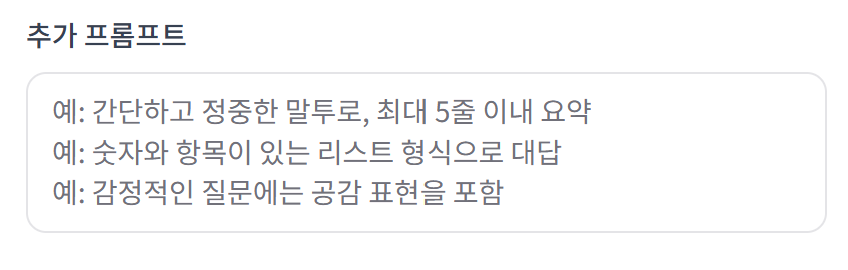 추가 프롬프트
예: 간단하고 정중한 말투로, 최대 5줄 이내 요약
예: 숫자와 항목이 있는 리스트 형식으로 대답
예: 감정적인 질문에는 공감 표현을 포함